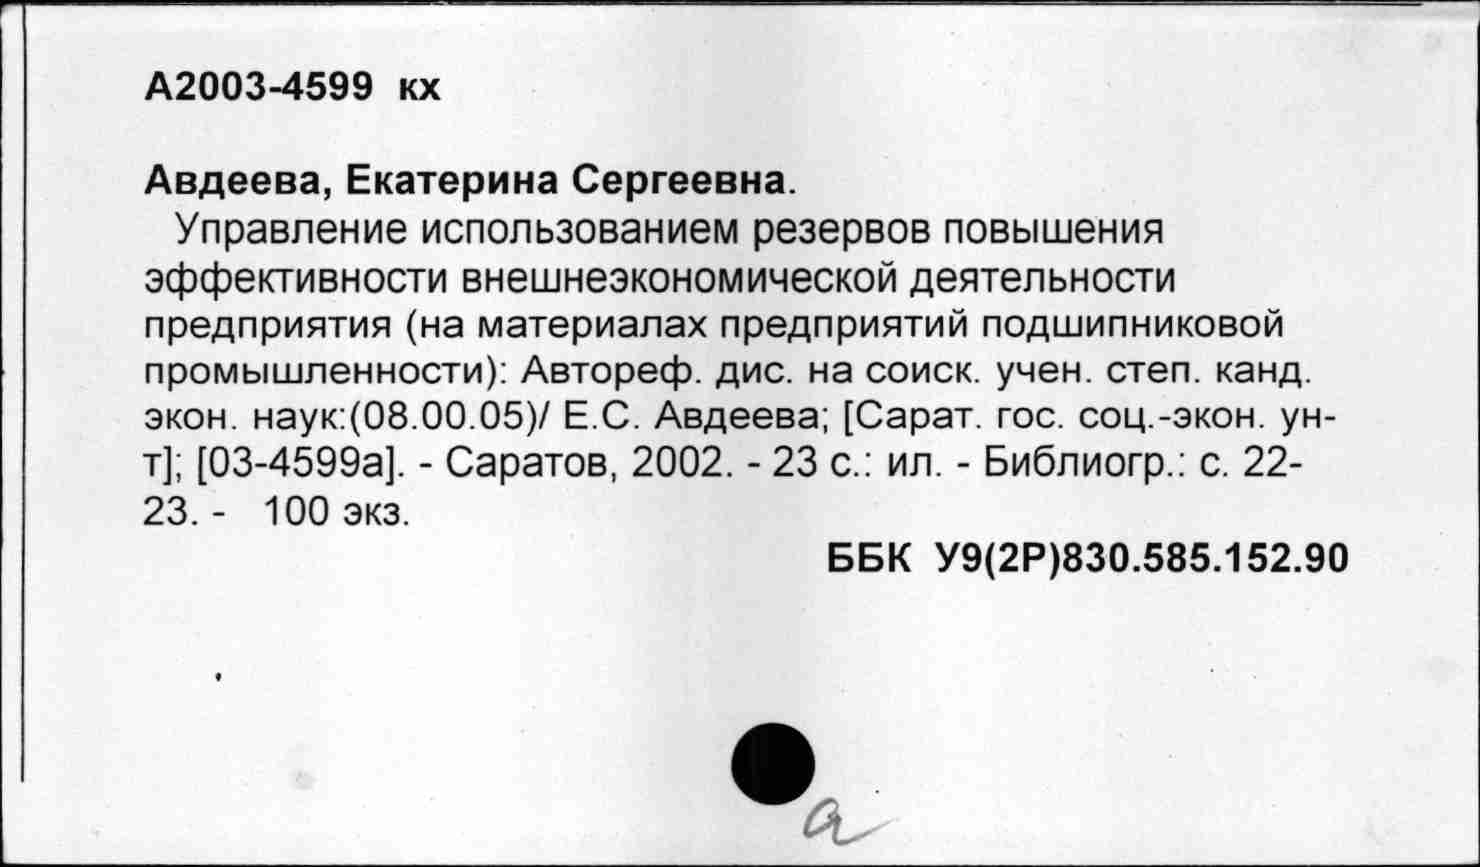 А2003-4599 кх
Авдеева, Екатерина Сергеевна.
Управление использованием резервов повышения
эффективности внешнеэкономической деятельности
предприятия (на материалах предприятий подшипниковой
промышленности): Автореф. дис. на соиск. учен. степ. канд.
экон. наук:(08.00.05)/ Е.С. Авдеева; [Сарат. гос. соц.-экон. ун-
т]; [03-4599а]. - Саратов, 2002. - 23 с.: ил. - Библиогр.: с. 22-
23. - 100 экз.
ББК У9(2Р)830.585.152.90
а